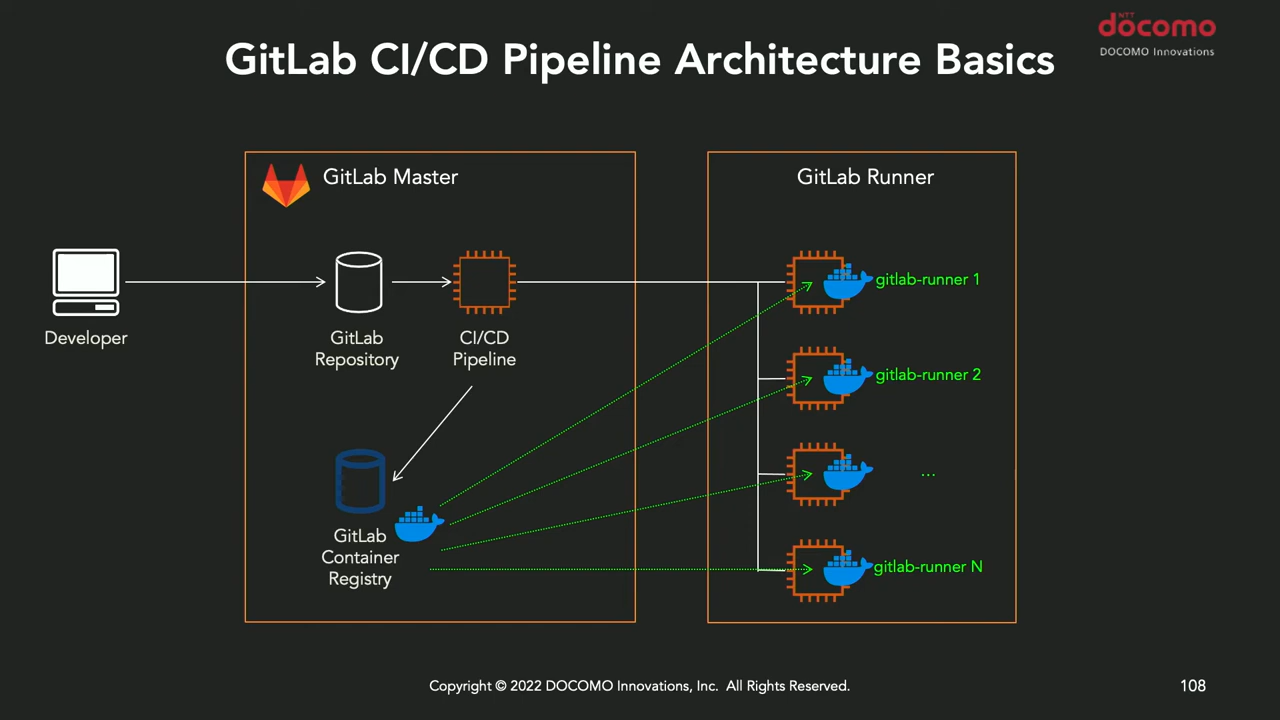 NTT
docomo
DOCOMO Innovations
GitLab CI/CD Pipeline Architecture Basics
GitLab Master
GitLab Runner
Developer
GitLab
Repository
CI/CD
Pipeline
gitlab-runner 1
gitlab-runner 2
...
gitlab-runner N
GitLab
Container
Registry
Copyright © 2022 DOCOMO Innovations, Inc. All Rights Reserved.
108